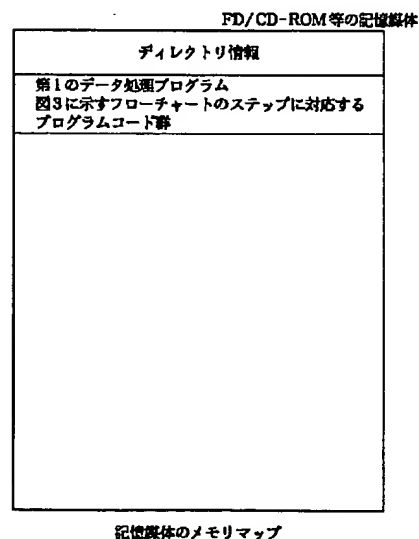 FD/CD-ROM等の記憶媒体
ディレクトリ情報
第1のデータ処理プログラム
図3に示すフローチャートのステップに対応する
プログラムコード群
記憶媒体のメモリマップ